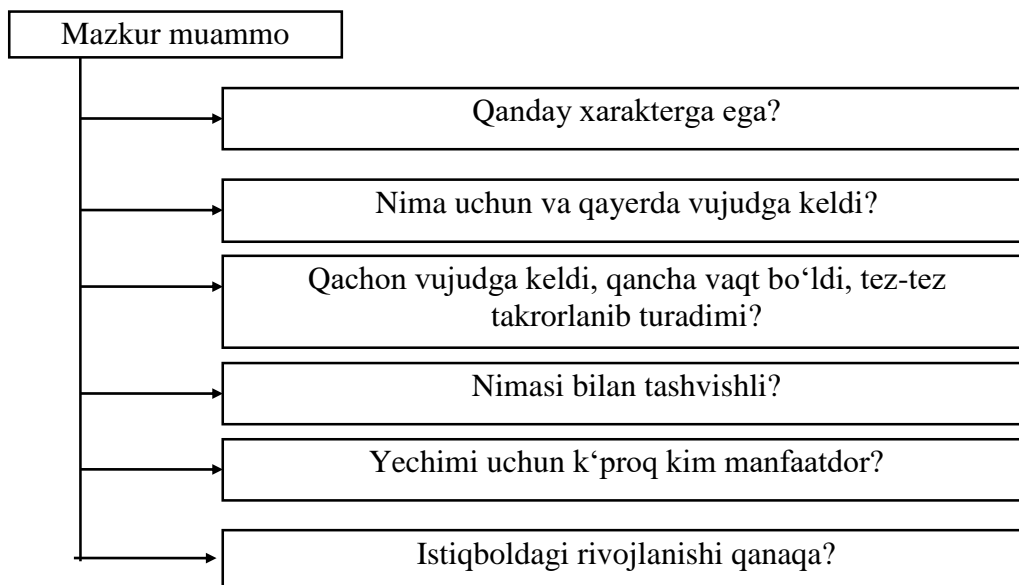 Mazkur muammo
Qanday xarakterga ega?
Nima uchun va qayerda vujudga keldi?
Qachon vujudga keldi, qancha vaqt bo‘ldi, tez-tez
takrorlanib turadimi?
Nimasi bilan tashvishli?
Yechimi uchun k‘proq kim manfaatdor?
Istiqboldagi rivojlanishi qanaqa?